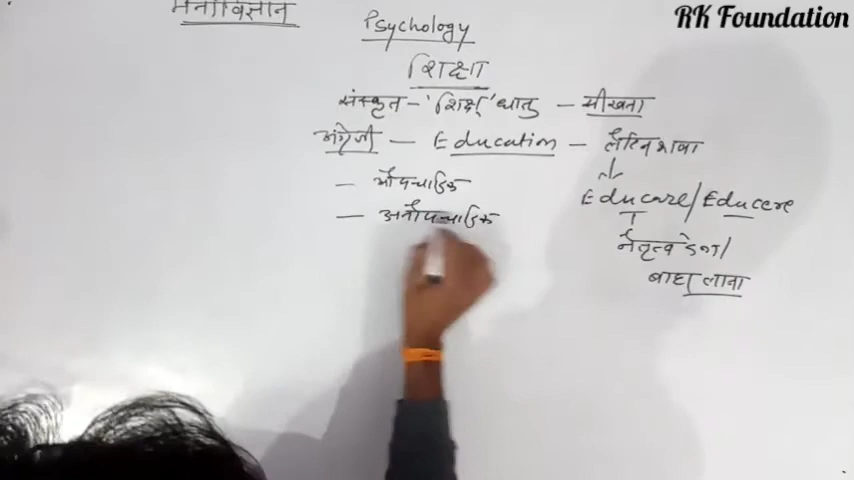 RK Foundation
मनोविज्ञान
Psychology
शिक्षा
संस्कृत - 'शिक्ष्' धातु - सीखना
अंग्रेजी - Education - लैटिन भाषा
Educare/Educere
- औपचारिक
- अनौपचारिक
नेतृत्व देना/
बाहर लाना